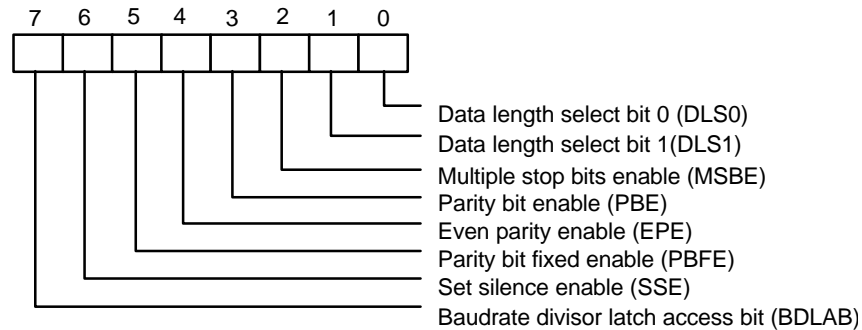 7 6 5 4 3 2 1 0
Data length select bit 0 (DLS0)
Data length select bit 1(DLS1)
Multiple stop bits enable (MSBE)
Parity bit enable (PBE)
Even parity enable (EPE)
Parity bit fixed enable (PBFE)
Set silence enable (SSE)
Baudrate divisor latch access bit (BDLAB)